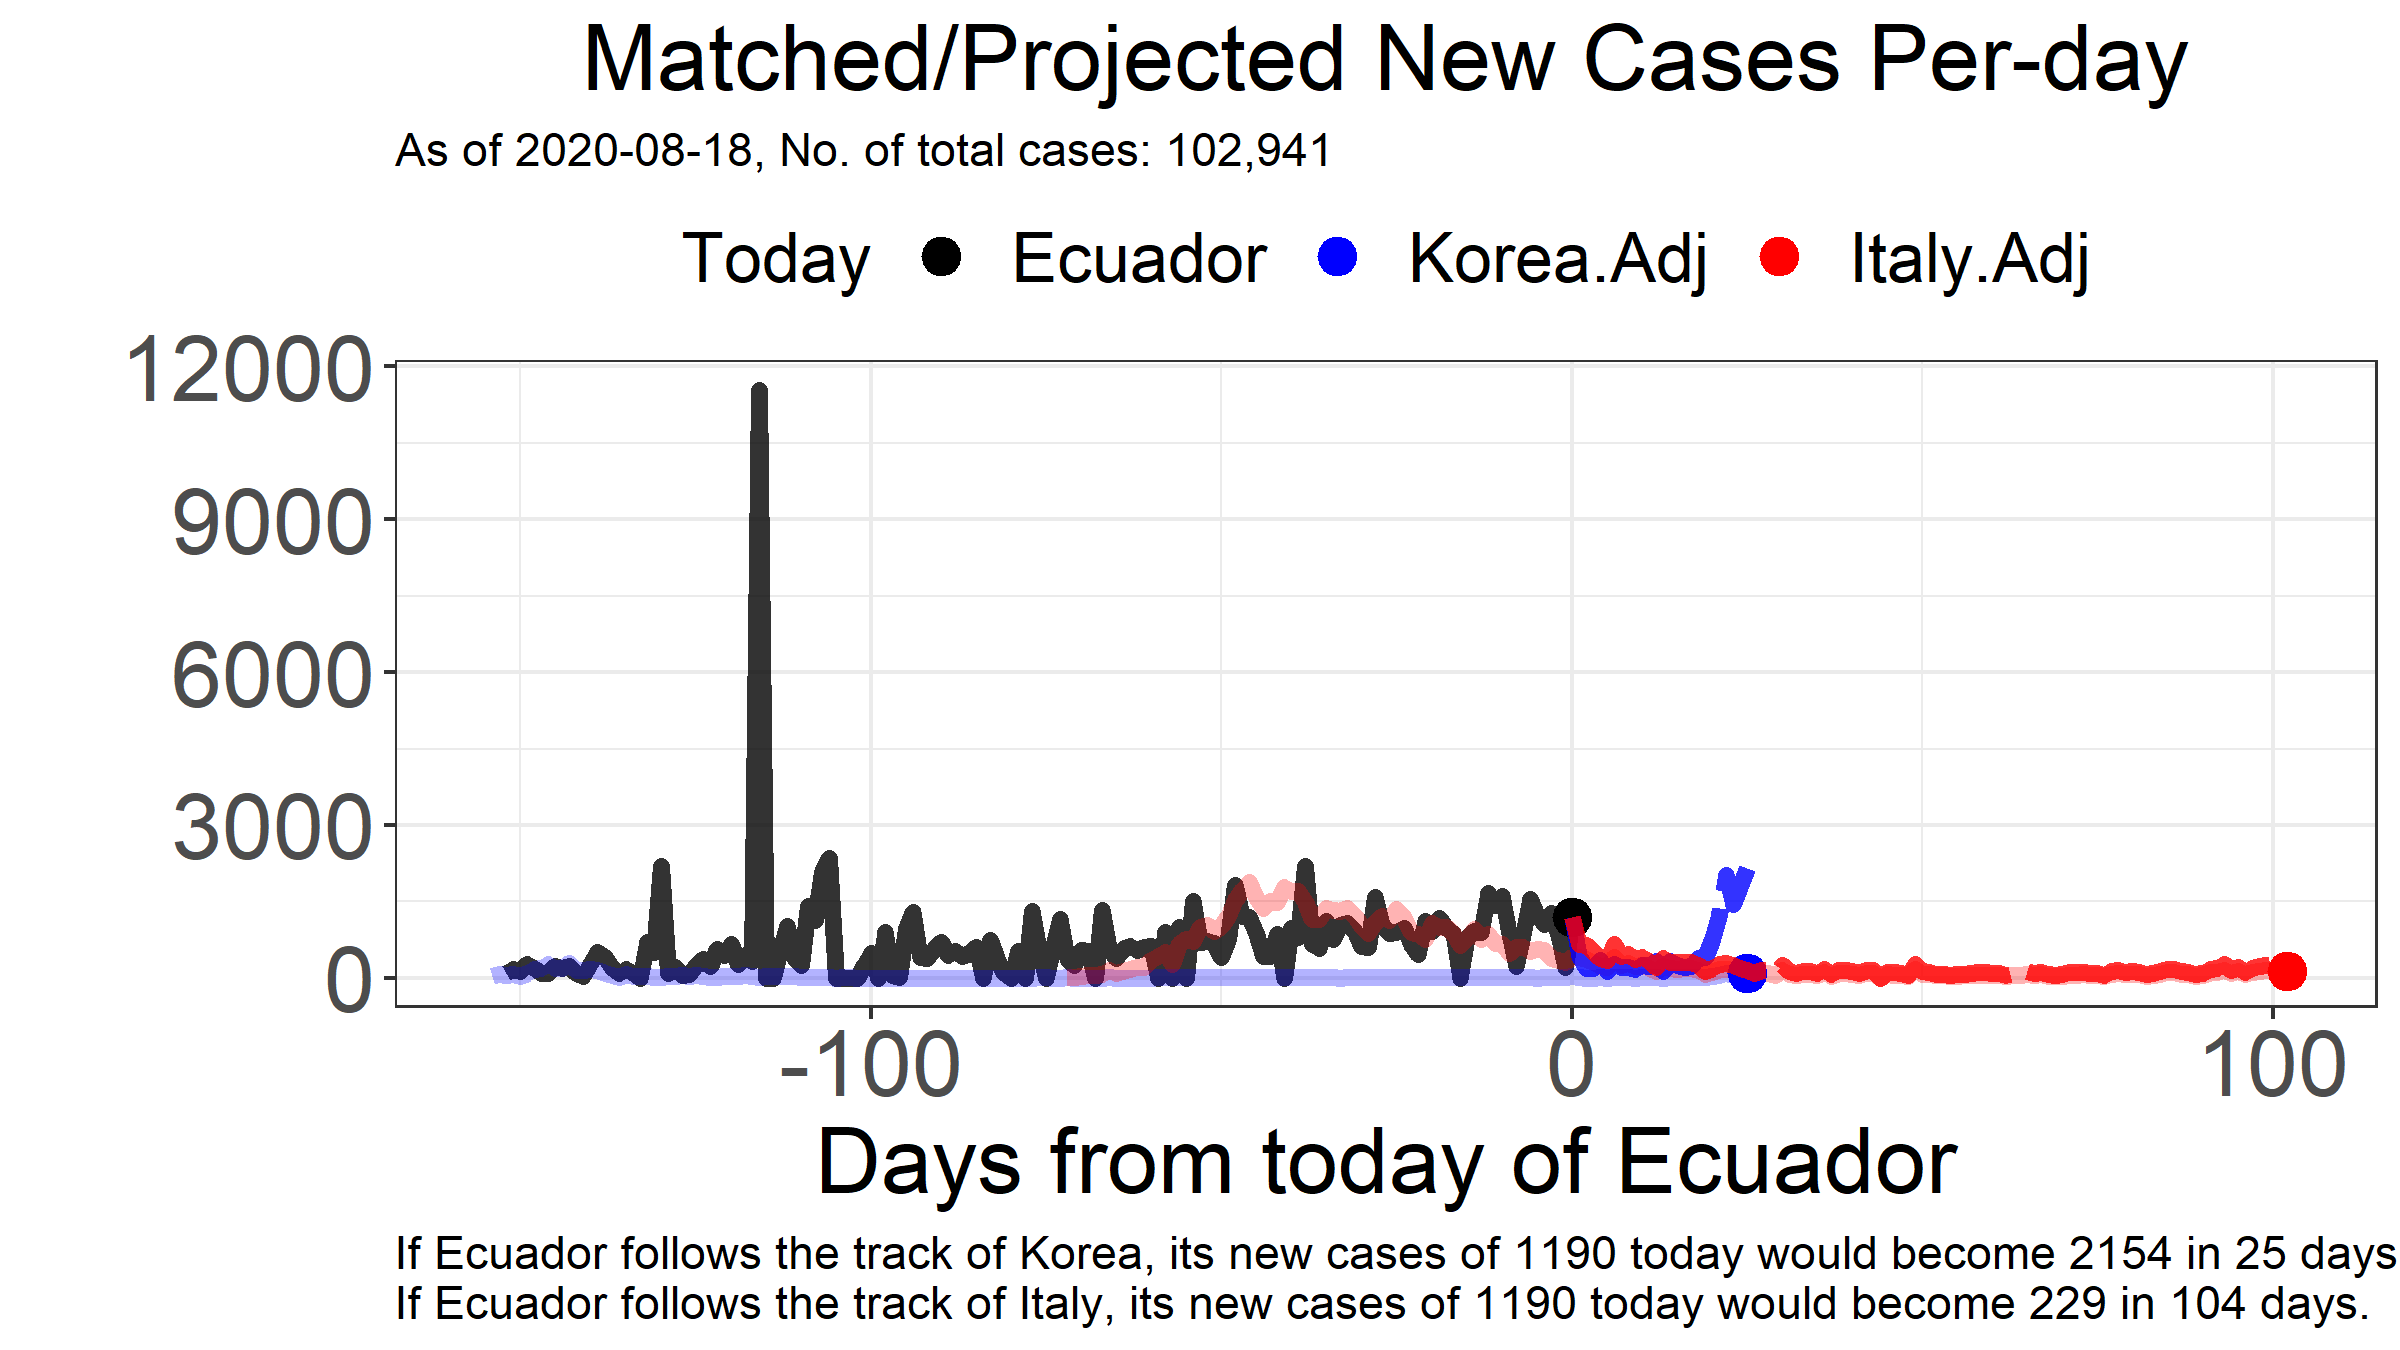 Matched/Projected New Cases Per-day
As of 2020-08-18, No. of total cases: 102,941
Today Ecuador Korea.Adj Italy.Adj
12000
9000
6000
3000
0
-100 0 100
Days from today of Ecuador
If Ecuador follows the track of Korea, its new cases of 1190 today would become 2154 in 25 days
If Ecuador follows the track of Italy, its new cases of 1190 today would become 229 in 104 days.